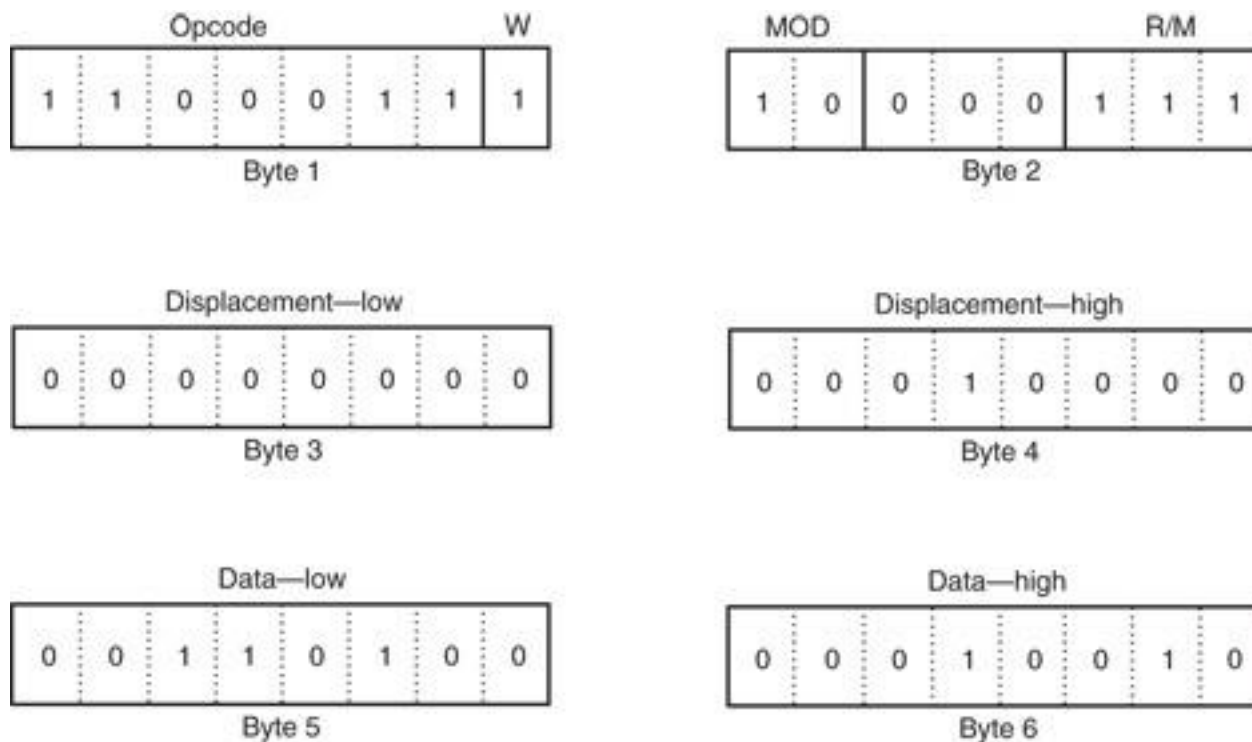 Opcode W MOD R/M
1 1 0 0 0 1 1 1 1 0 0 0 0 1 1 1
Byte 1 Byte 2
Displacement—low Displacement—high
0 0 0 0 0 0 0 0 0 0 0 1 0 0 0 0
Byte 3 Byte 4
Data—low Data—high
0 0 1 1 0 1 0 0 0 0 0 1 0 0 1 0
Byte 5 Byte 6